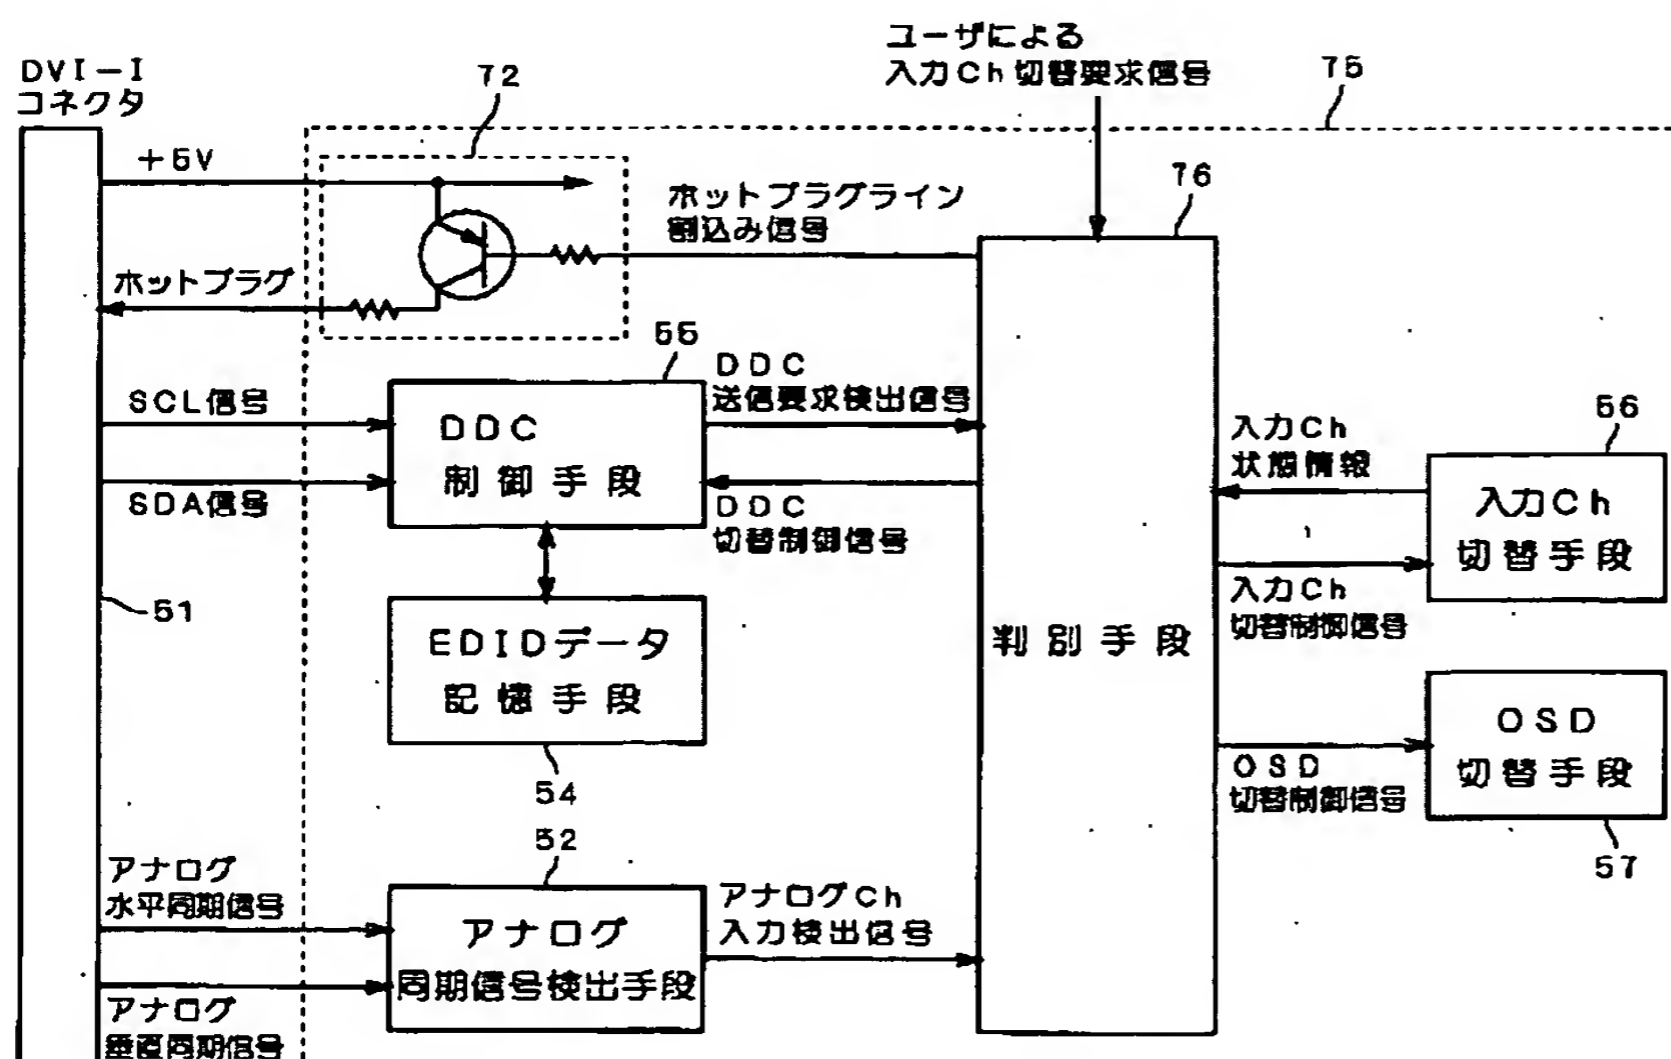 ユーザによる
入力Ch切替要求信号
DVI-I
コネクタ
72
75
+5V
76
ホットプラグライン
割込み信号
ホットプラグ
55
DDC
送信要求検出信号
SCL信号
DDC
制御手段
SDA信号
DDC
切替制御信号
56
入力Ch
状態情報
入力Ch
切替手段
入力Ch
切替制御信号
51
EDIDデータ
記憶手段
判別手段
54
OSD
切替手段
OSD
切替制御信号
57
52
アナログ
水平同期信号
アナログ
同期信号検出手段
アナログCh
入力検出信号
アナログ
垂直同期信号